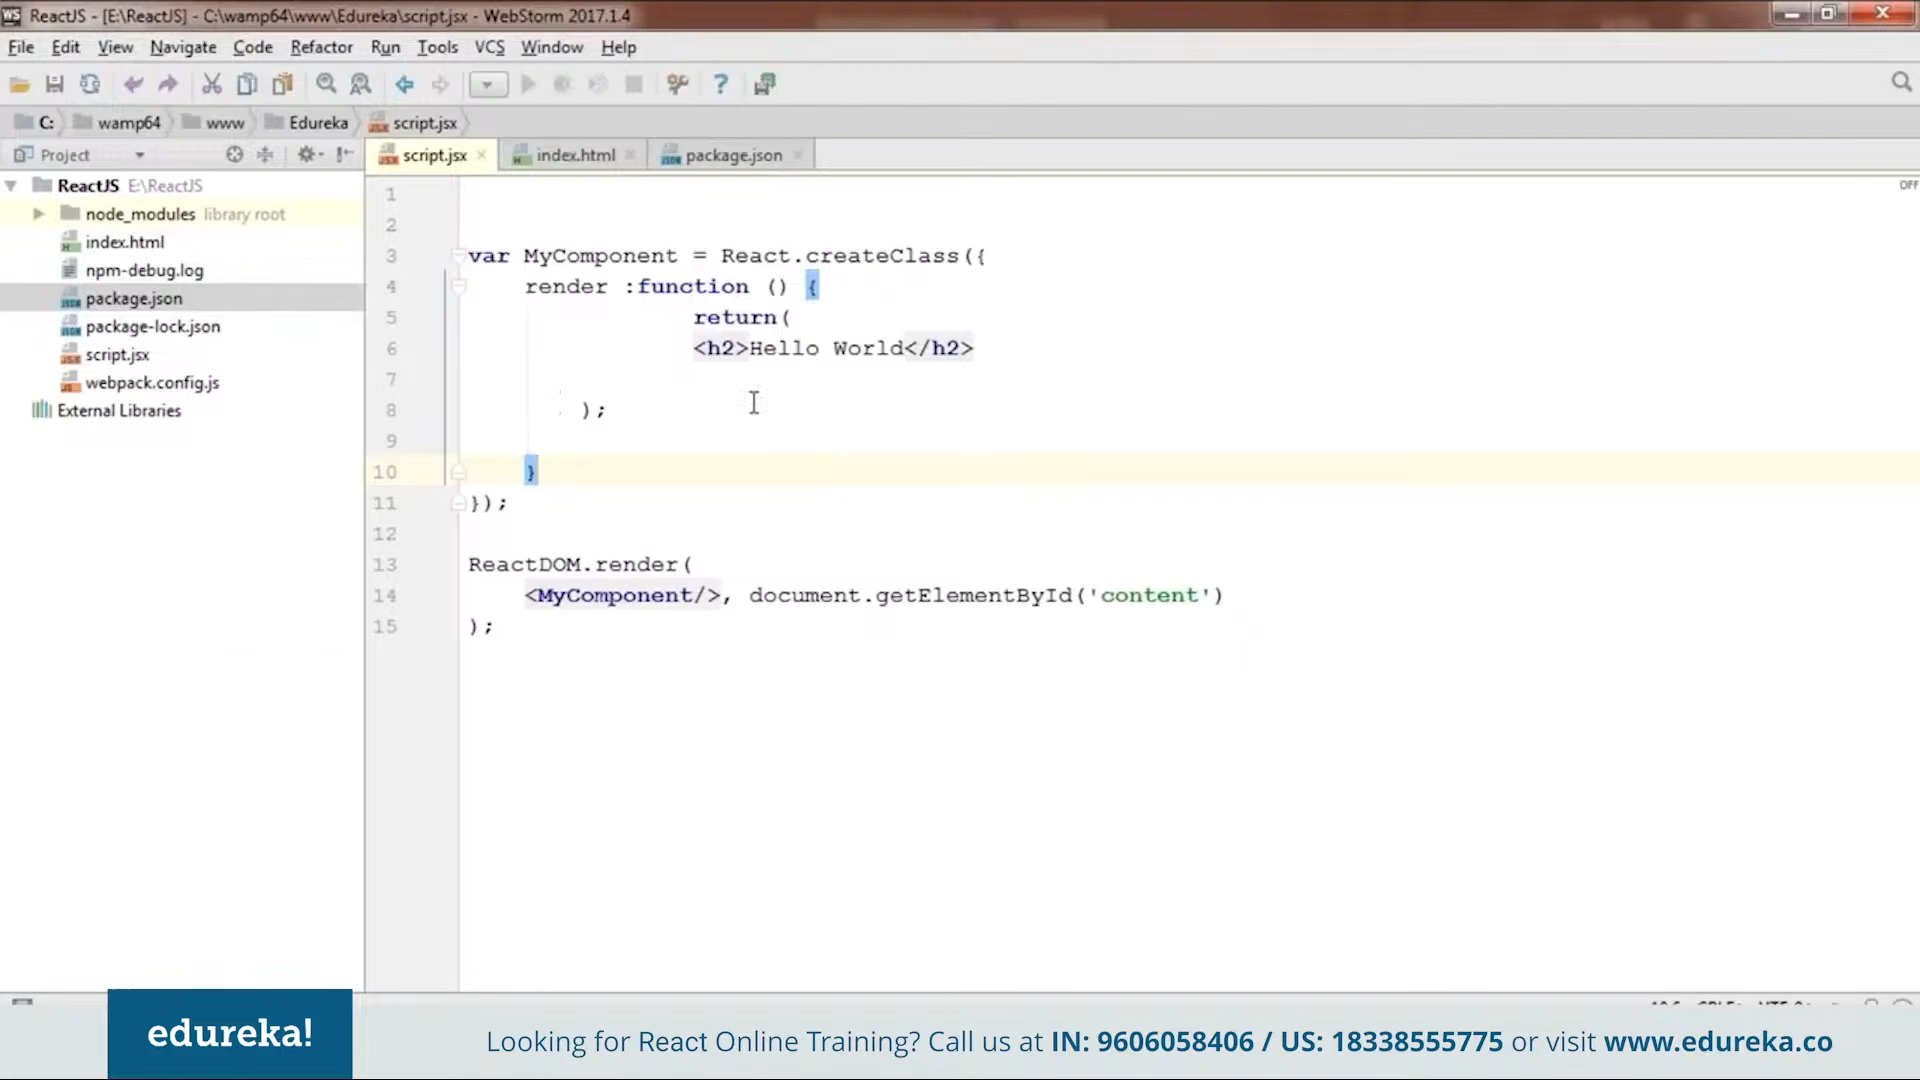 ReactJS - [E:\ReactJS] - C:\wamp64\www\Edureka\script.jsx - WebStorm 2017.1.4
File Edit View Navigate Code Refactor Run Tools VCS Window Help
C: wamp64 www Edureka script.jsx
Project
script.jsx index.html package.json
OFF
ReactJS E:\ReactJS
node_modules library root
index.html
npm-debug.log
package.json
package-lock.json
script.jsx
webpack.config.js
External Libraries
1
2
3 var MyComponent = React.createClass({
4 render :function () {
5 return(
6 <h2>Hello World</h2>
7
8 );
9
10 }
11 });
12
13 ReactDOM.render(
14 <MyComponent/>, document.getElementById('content')
15 );
edureka!
Looking for React Online Training? Call us at IN: 9606058406 / US: 18338555775 or visit www.edureka.co